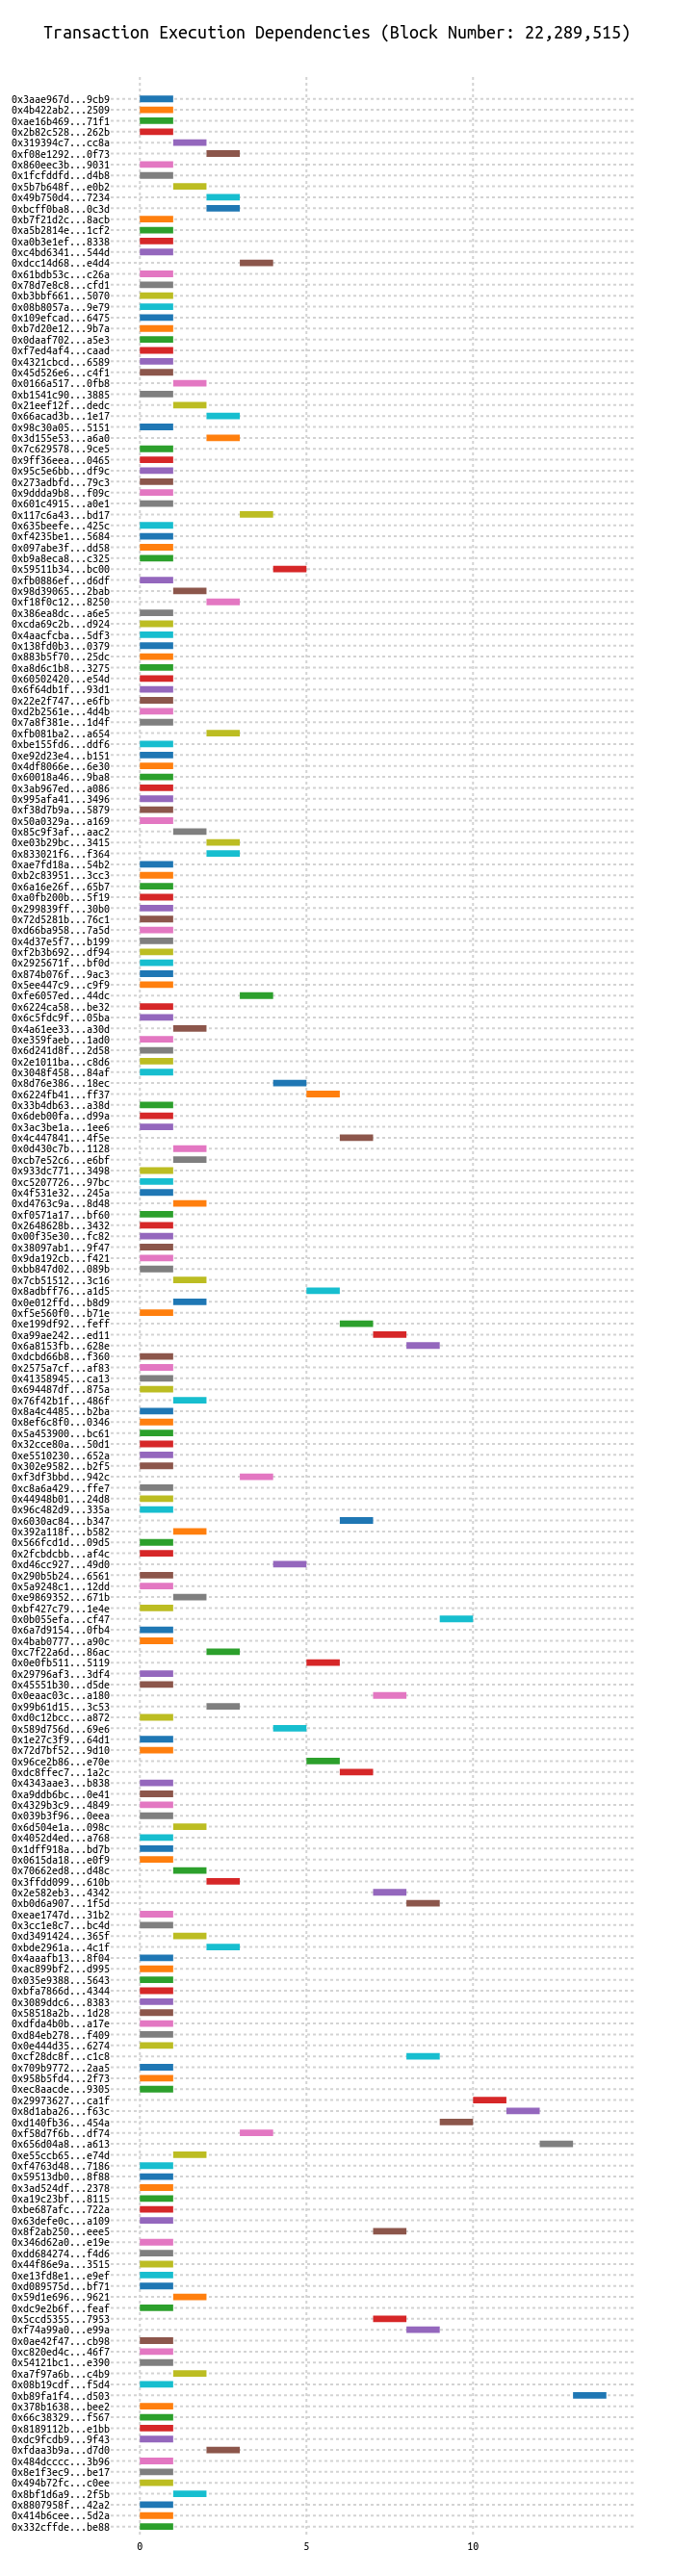 Transaction Execution Dependencies (Block Number: 22,289,515)
0x3aae967d...9cb9
0x4b422ab2...2509
0xae16b469...71f1
0x2b82c528...262b
0x319394c7...cc8a
0xf08e1292...0f73
0x860eec3b...9031
0x1fcfddfd...d4b8
0x5b7b648f...e0b2
0x49b750d4...7234
0xbcff0ba8...0c3d
0xb7f21d2c...8acb
0xa5b2814e...1cf2
0xa0b3e1ef...8338
0xc4bd6341...544d
0xdcc14d68...e4d4
0x61bdb53c...c26a
0x78d7e8c8...cfd1
0xb3bbf661...5070
0x08b8057a...9e79
0x109efcad...6475
0xb7d20e12...9b7a
0x0daaf702...a5e3
0xf7ed4af4...caad
0x4321cbcd...6589
0x45d526e6...c4f1
0x0166a517...0fb8
0xb1541c90...3885
0x21eef12f...dedc
0x66acad3b...1e17
0x98c30a05...5151
0x3d155e53...a6a0
0x7c629578...9ce5
0x9ff36eea...0465
0x95c5e6bb...df9c
0x273adbfd...79c3
0x9ddda9b8...f09c
0x601c4915...a0e1
0x117c6a43...bd17
0x635beefe...425c
0xf4235be1...5684
0x097abe3f...dd58
0xb9a8eca8...c325
0x59511b34...bc00
0xfb0886ef...d6df
0x98d39065...2bab
0xf18f0c12...8250
0x386ea8dc...a6e5
0xcda69c2b...d924
0x4aacfcba...5df3
0x138fd0b3...0379
0x883b5f70...25dc
0xa8d6c1b8...3275
0x60502420...e54d
0x6f64db1f...93d1
0x22e2f747...e6fb
0xd2b2561e...4d4b
0x7a8f381e...1d4f
0xfb081ba2...a654
0xbe155fd6...ddf6
0xe92d23e4...b151
0x4df8066e...6e30
0x60018a46...9ba8
0x3ab967ed...a086
0x995afa41...3496
0xf38d7b9a...5879
0x50a0329a...a169
0x85c9f3af...aac2
0xe03b29bc...3415
0x833021f6...f364
0xae7fd18a...54b2
0xb2c83951...3cc3
0x6a16e26f...65b7
0xa0fb200b...5f19
0x299839ff...30b0
0x72d5281b...76c1
0xd66ba958...7a5d
0x4d37e5f7...b199
0xf2b3b692...df94
0x2925671f...bf0d
0x874b076f...9ac3
0x5ee447c9...c9f9
0xfe6057ed...44dc
0x6224ca58...be32
0x6c5fdc9f...05ba
0x4a61ee33...a30d
0xe359faeb...1ad0
0x6d241d8f...2d58
0x2e1011ba...c8d6
0x3048f458...84af
0x8d76e386...18ec
0x6224fb41...ff37
0x33b4db63...a38d
0x6deb00fa...d99a
0x3ac3be1a...1ee6
0x4c447841...4f5e
0x0d430c7b...1128
0xcb7e52c6...e6bf
0x933dc771...3498
0xc5207726...97bc
0x4f531e32...245a
0xd4763c9a...8d48
0xf0571a17...bf60
0x2648628b...3432
0x00f35e30...fc82
0x38097ab1...9f47
0x9da192cb...f421
0xbb847d02...089b
0x7cb51512...3c16
0x8adbff76...a1d5
0x0e012ffd...b8d9
0xf5e560f0...b71e
0xe199df92...feff
0xa99ae242...ed11
0x6a8153fb...628e
0xdcbd66b8...f360
0x2575a7cf...af83
0x41358945...ca13
0x694487df...875a
0x76f42b1f...486f
0x8a4c4485...b2ba
0x8ef6c8f0...0346
0x5a453900...bc61
0x32cce80a...50d1
0xe5510230...652a
0x302e9582...b2f5
0xf3df3bbd...942c
0xc8a6a429...ffe7
0x44948b01...24d8
0x96c482d9...335a
0x6030ac84...b347
0x392a118f...b582
0x566fcd1d...09d5
0x2fcbdcbb...af4c
0xd46cc927...49d0
0x290b5b24...6561
0x5a9248c1...12dd
0xe9869352...671b
0xbf427c79...1e4e
0x0b055efa...cf47
0x6a7d9154...0fb4
0x4bab0777...a90c
0xc7f22a6d...86ac
0x0e0fb511...5119
0x29796af3...3df4
0x45551b30...d5de
0x0eaac03c...a180
0x99b61d15...3c53
0xd0c12bcc...a872
0x589d756d...69e6
0x1e27c3f9...64d1
0x72d7bf52...9d10
0x96ce2b86...e70e
0xdc8ffec7...1a2c
0x4343aae3...b838
0xa9ddb6bc...0e41
0x4329b3c9...4849
0x039b3f96...0eea
0x6d504e1a...098c
0x4052d4ed...a768
0x1dff918a...bd7b
0x0615da18...e0f9
0x70662ed8...d48c
0x3ffdd099...610b
0x2e582eb3...4342
0xb0d6a907...1f5d
0xeae1747d...31b2
0x3cc1e8c7...bc4d
0xd3491424...365f
0xbde2961a...4c1f
0x4aaafb13...8f04
0xac899bf2...d995
0x035e9388...5643
0xbfa7866d...4344
0x3089ddc6...8383
0x58518a2b...1d28
0xdfda4b0b...a17e
0xd84eb278...f409
0x0e444d35...6274
0xcf28dc8f...c1c8
0x709b9772...2aa5
0x958b5fd4...2f73
0xec8aacde...9305
0x29973627...ca1f
0x8d1aba26...f63c
0xd140fb36...454a
0xf58d7f6b...df74
0x656d04a8...a613
0xe55ccb65...e74d
0xf4763d48...7186
0x59513db0...8f88
0x3ad524df...2378
0xa19c23bf...8115
0xbe687afc...722a
0x63defe0c...a109
0x8f2ab250...eee5
0x346d62a0...e19e
0xdd684274...f4d6
0x44f86e9a...3515
0xe13fd8e1...e9ef
0xd089575d...bf71
0x59d1e696...9621
0xdc9e2b6f...feaf
0x5ccd5355...7953
0xf74a99a0...e99a
0x0ae42f47...cb98
0xc820ed4c...46f7
0x54121bc1...e390
0xa7f97a6b...c4b9
0x08b19cdf...f5d4
0xb89fa1f4...d503
0x378b1638...bee2
0x66c38329...f567
0x8189112b...e1bb
0xdc9fcdb9...9f43
0xfdaa3b9a...d7d0
0x484dcccc...3b96
0x8e1f3ec9...be17
0x494b72fc...c0ee
0x8bf1d6a9...2f5b
0x8807958f...42a2
0x414b6cee...5d2a
0x332cffde...be88
0 5 10